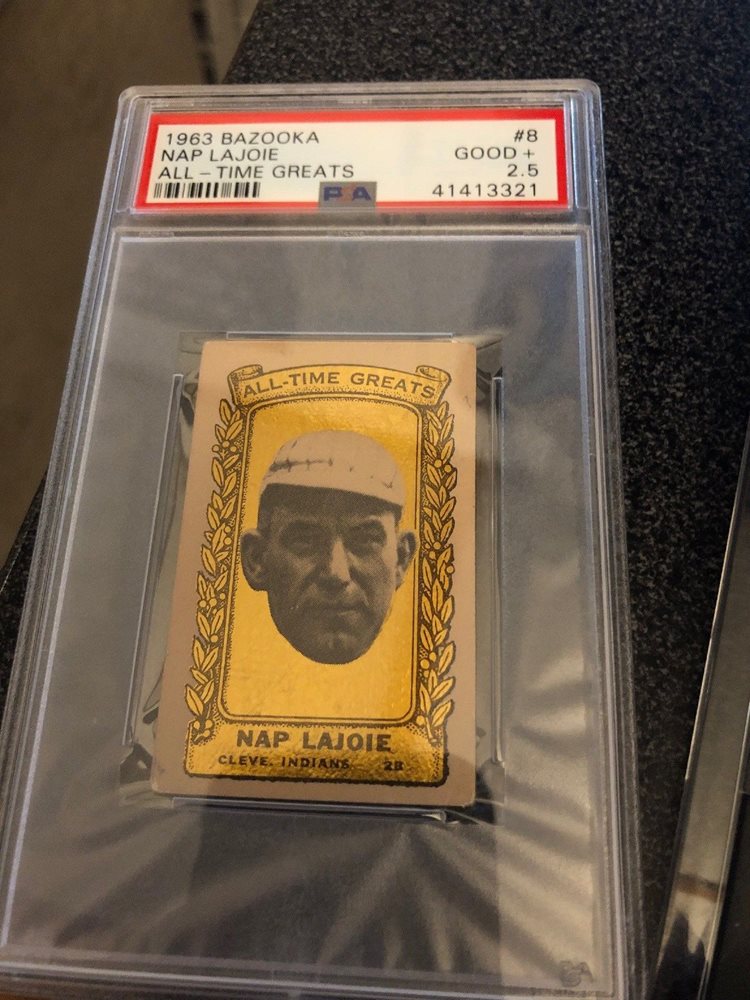 1963 BAZOOKA #8
NAP LAJOIE GOOD +
ALL - TIME GREATS 2.5
PSA 41413321
ALL-TIME GREATS
NAP LAJOIE
CLEVE. INDIANS 2B